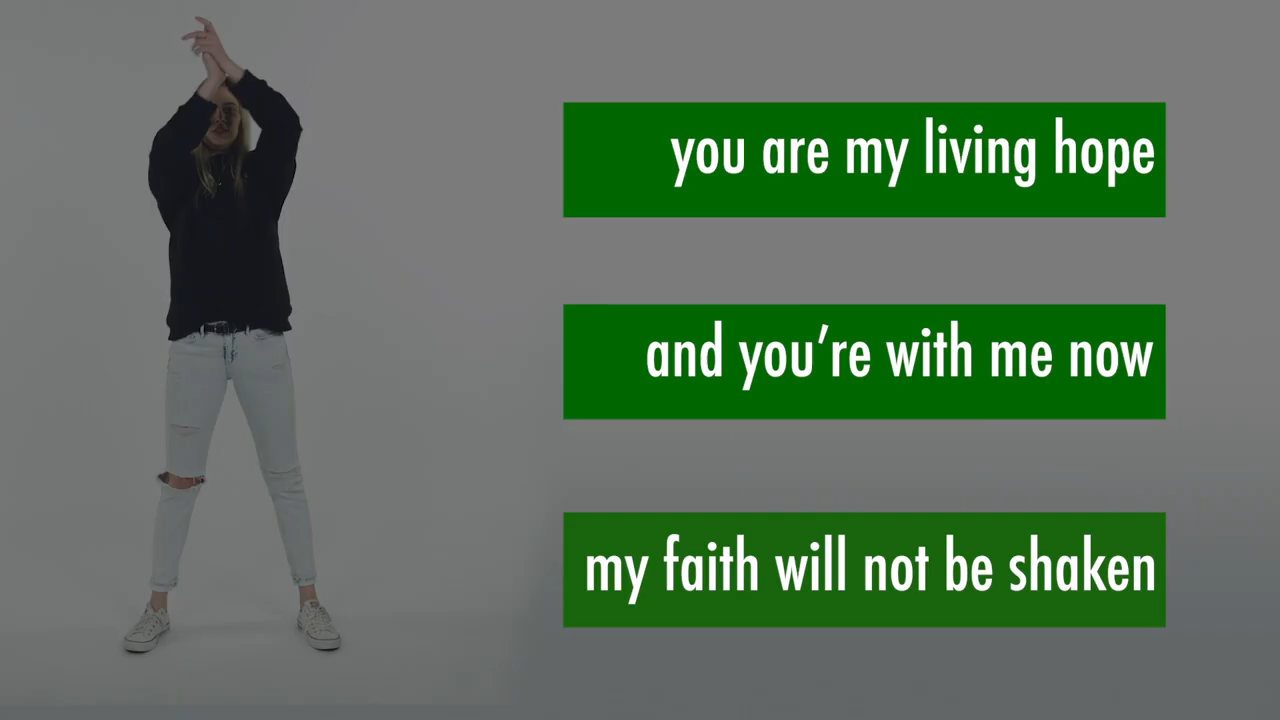 you are my living hope
and you’re with me now
my faith will not be shaken